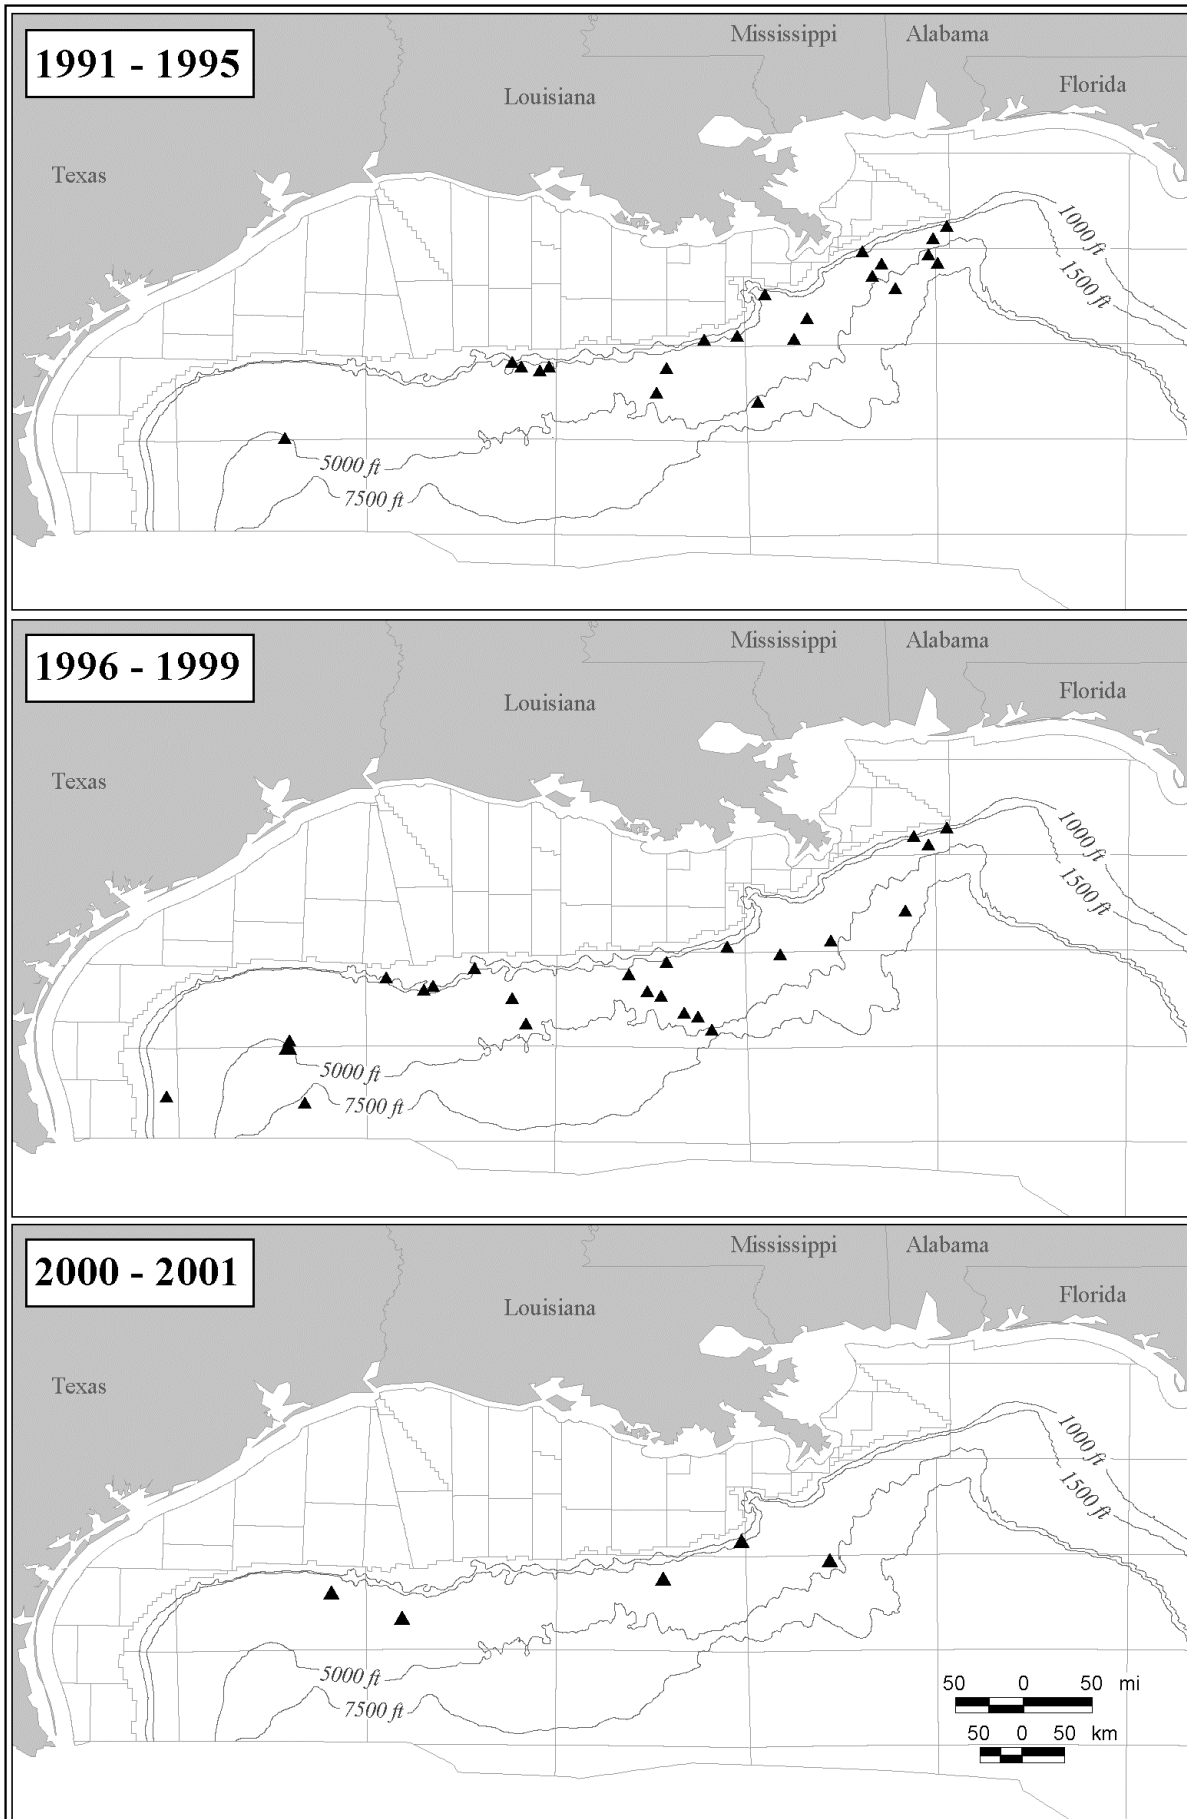 1991 - 1995
Mississippi
Alabama
Louisiana
Florida
Texas
1000 ft
1500 ft
5000 ft
7500 ft
1996 - 1999
Mississippi
Alabama
Louisiana
Florida
Texas
1000 ft
1500 ft
5000 ft
7500 ft
2000 - 2001
Mississippi
Alabama
Louisiana
Florida
Texas
1000 ft
1500 ft
5000 ft
7500 ft
50 0 50 mi
50 0 50 km